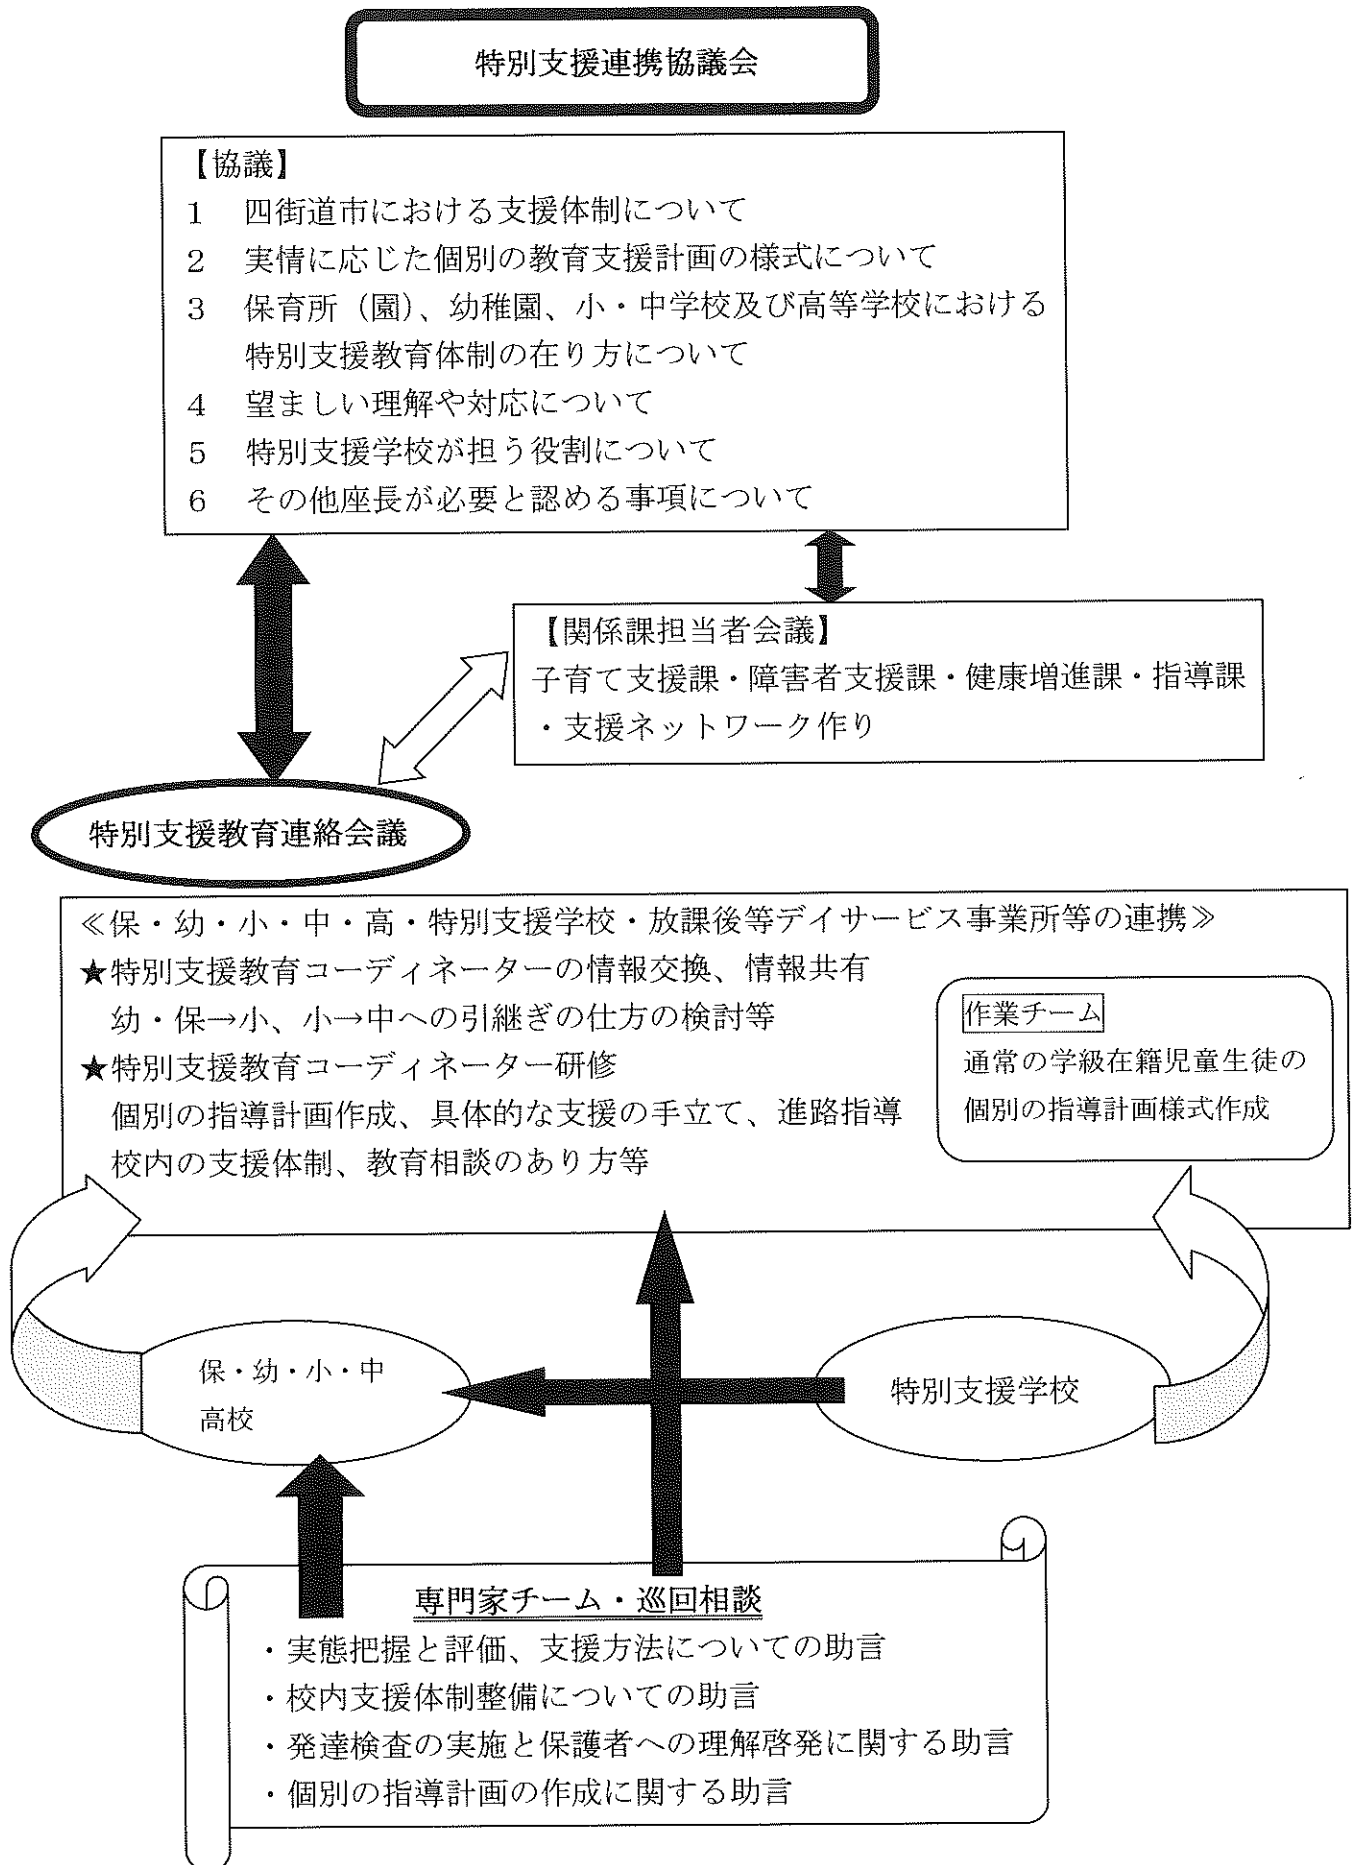 特別支援連携協議会
【協議】
1 四街道市における支援体制について
2 実情に応じた個別の教育支援計画の様式について
3 保育所（園）、幼稚園、小・中学校及び高等学校における
特別支援教育体制の在り方について
4 望ましい理解や対応について
5 特別支援学校が担う役割について
6 その他座長が必要と認める事項について
【関係課担当者会議】
子育て支援課・障害者支援課・健康増進課・指導課
・支援ネットワーク作り
特別支援教育連絡会議
≪保・幼・小・中・高・特別支援学校・放課後等デイサービス事業所等の連携≫
★特別支援教育コーディネーターの情報交換、情報共有
幼・保→小、小→中への引継ぎの仕方の検討等
★特別支援教育コーディネーター研修
個別の指導計画作成、具体的な支援の手立て、進路指導
校内の支援体制、教育相談のあり方等
作業チーム
通常の学級在籍児童生徒の
個別の指導計画様式作成
保・幼・小・中
高校
特別支援学校
専門家チーム・巡回相談
・実態把握と評価、支援方法についての助言
・校内支援体制整備についての助言
・発達検査の実施と保護者への理解啓発に関する助言
・個別の指導計画の作成に関する助言